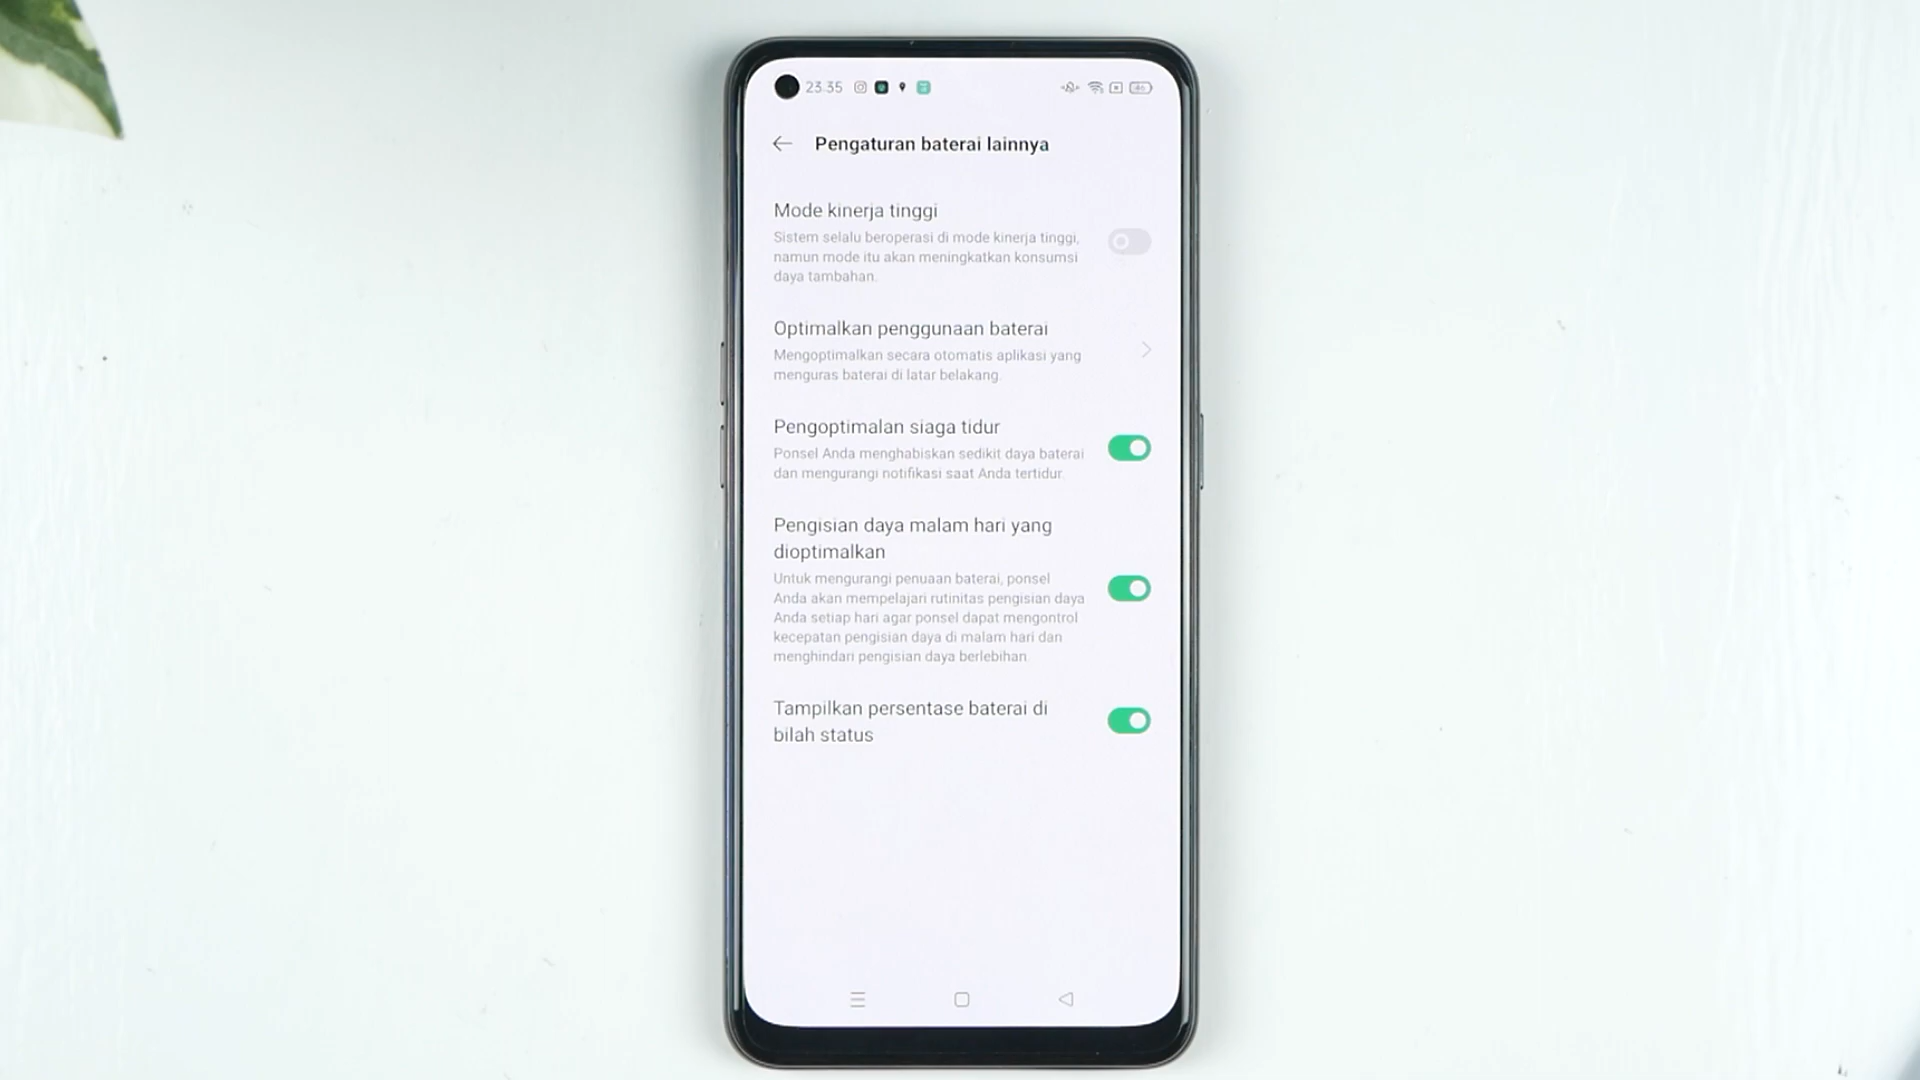 23.35
Pengaturan baterai lainnya
Mode kinerja tinggi
Sistem selalu beroperasi di mode kinerja tinggi,
namun mode itu akan meningkatkan konsumsi
daya tambahan.
Optimalkan penggunaan baterai
Mengoptimalkan secara otomatis aplikasi yang
menguras baterai di latar belakang.
Pengoptimalan siaga tidur
Ponsel Anda menghabiskan sedikit daya baterai
dan mengurangi notifikasi saat Anda tertidur.
Pengisian daya malam hari yang
dioptimalkan
Untuk mengurangi penuaan baterai, ponsel
Anda akan mempelajari rutinitas pengisian daya
Anda setiap hari agar ponsel dapat mengontrol
kecepatan pengisian daya di malam hari dan
menghindari pengisian daya berlebihan.
Tampilkan persentase baterai di
bilah status